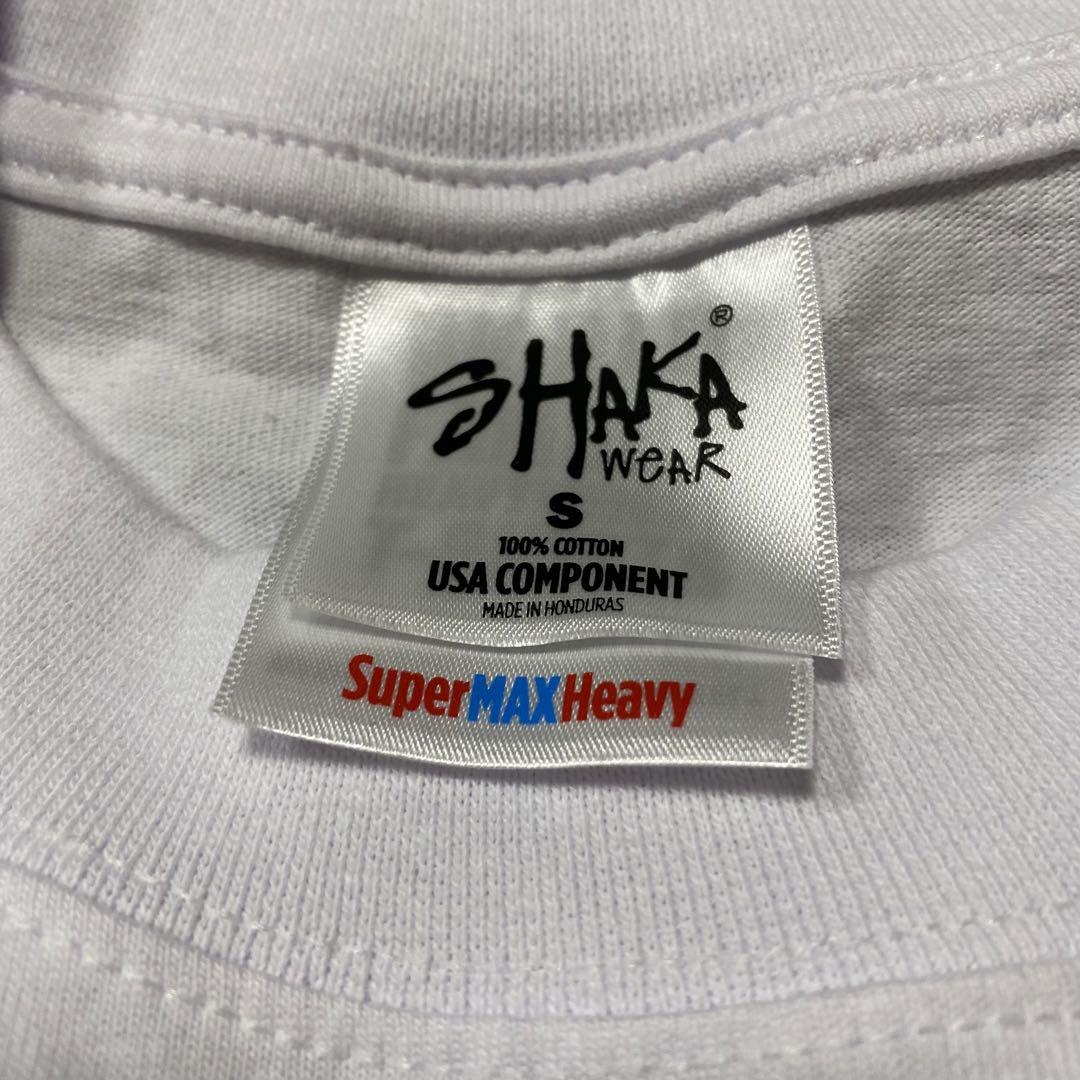 SHAKA®
WEAR
S
100% COTTON
USA COMPONENT
MADE IN HONDURAS
SuperMAXHeavy